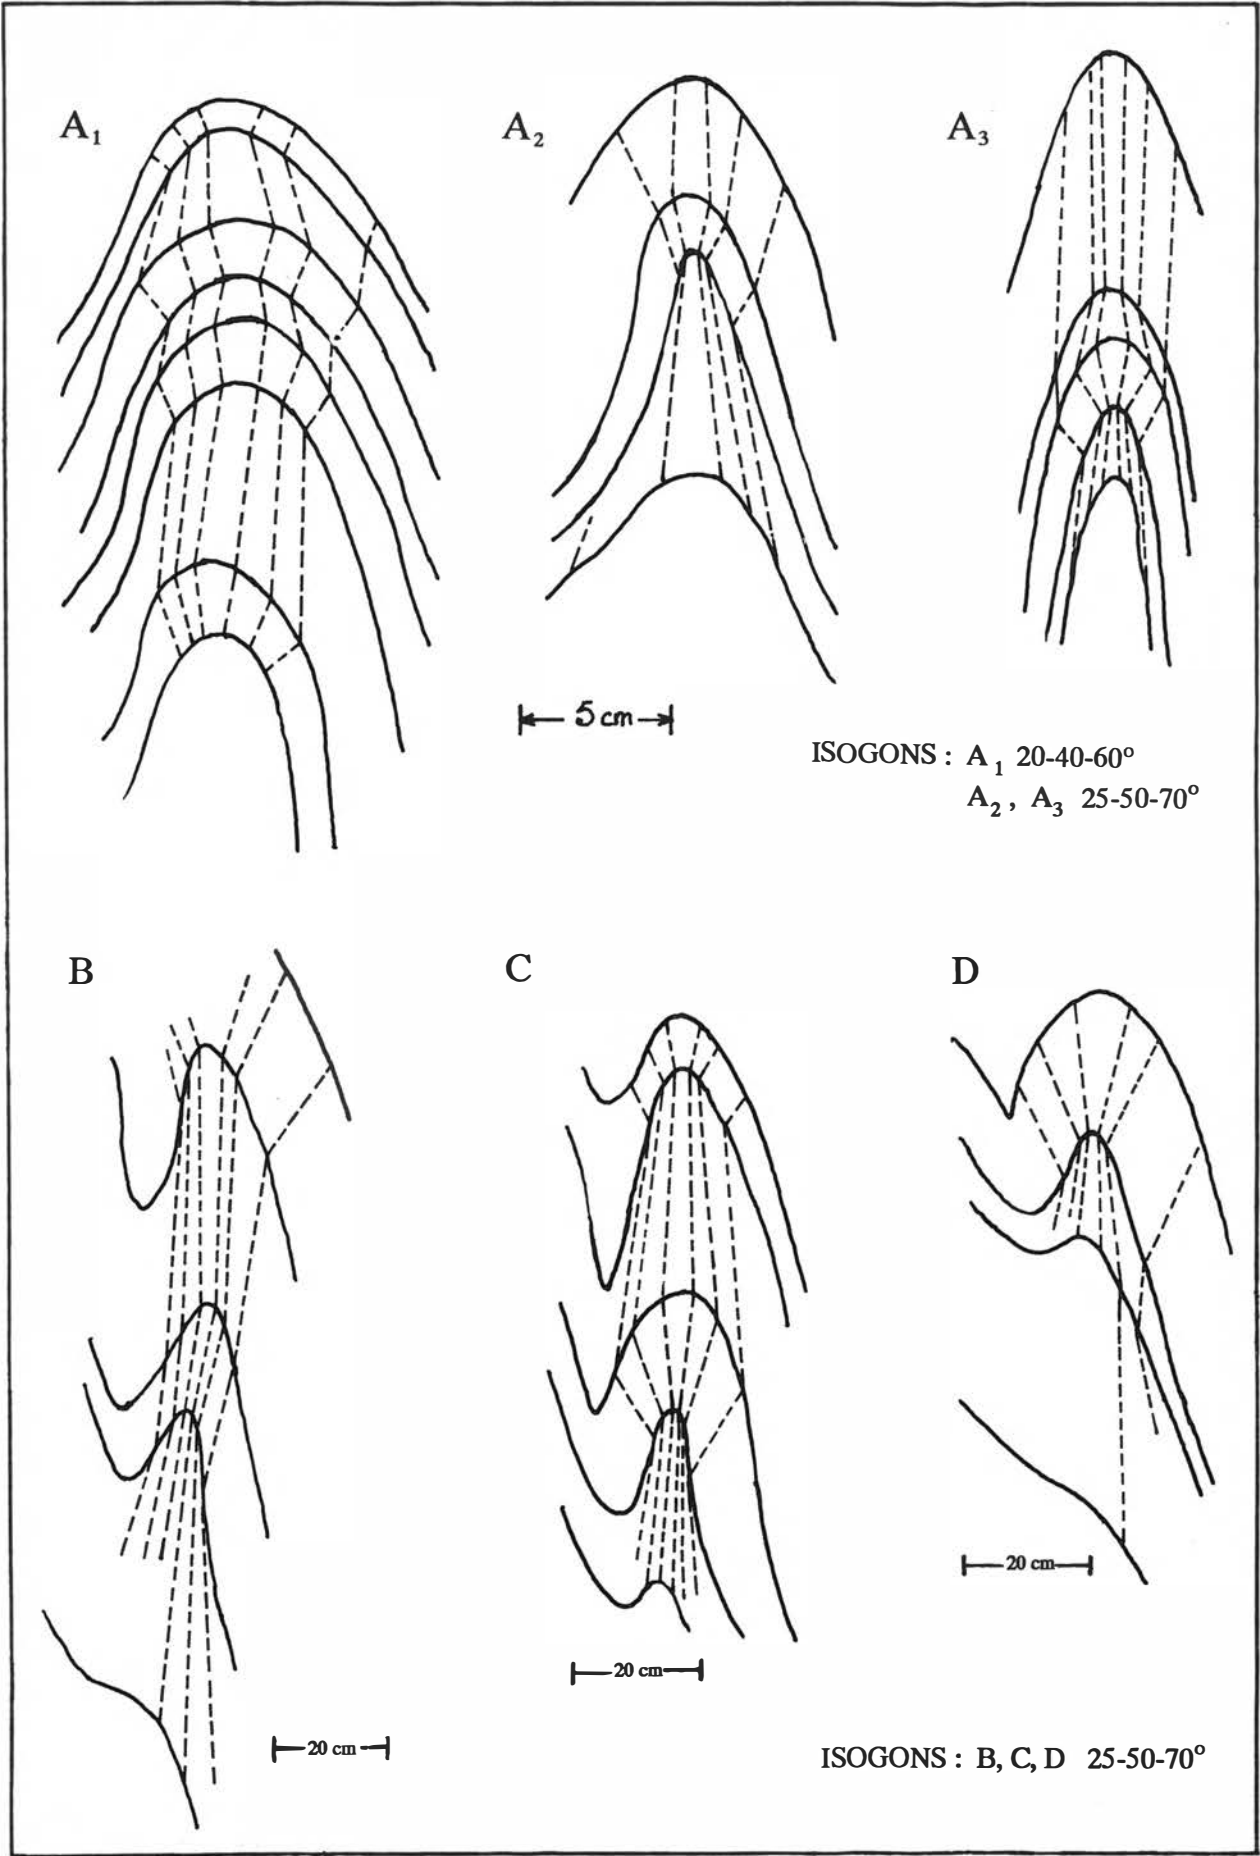 A₁
A₂
A₃
5 cm
ISOGONS : A₁ 20-40-60°
A₂ , A₃ 25-50-70°
B
C
D
20 cm
20 cm
20 cm
ISOGONS : B, C, D 25-50-70°